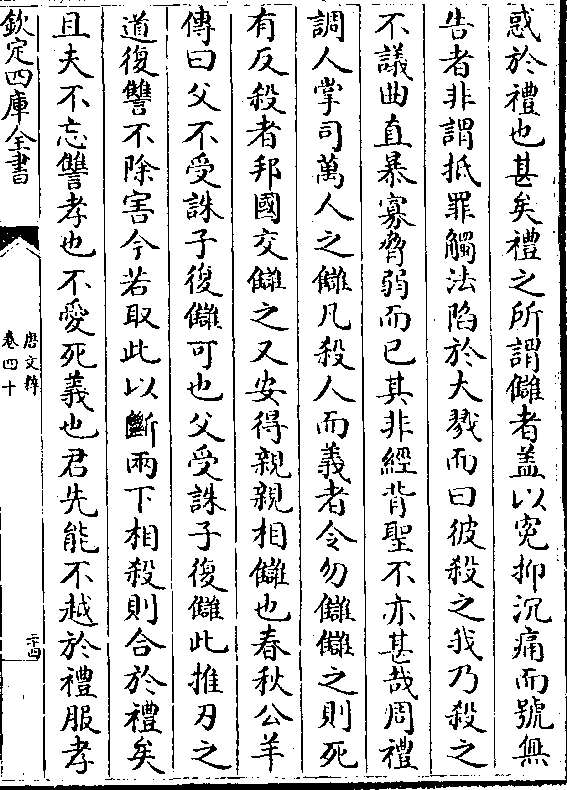 惑於禮也甚矣禮之所謂讎者盖以寃抑沉痛而號無
告者非謂抵罪觸法陷於大戮而曰彼殺之我乃殺之
不議曲直暴寡脅弱而已其非經背聖不亦甚哉周禮
調人掌司萬人之讎凡殺人而義者令勿讎讎之則死
有反殺者邦國交讎之又安得親親相讎也春秋公羊
傳曰父不受誅子復讎可也父受誅子復讎此推刃之
道復讐不除害今若取此以斷兩下相殺則合於禮矣
且夫不忘讐孝也不愛死義也君先能不越於禮服孝
欽定四庫全書
唐文粹
卷四十
二十四